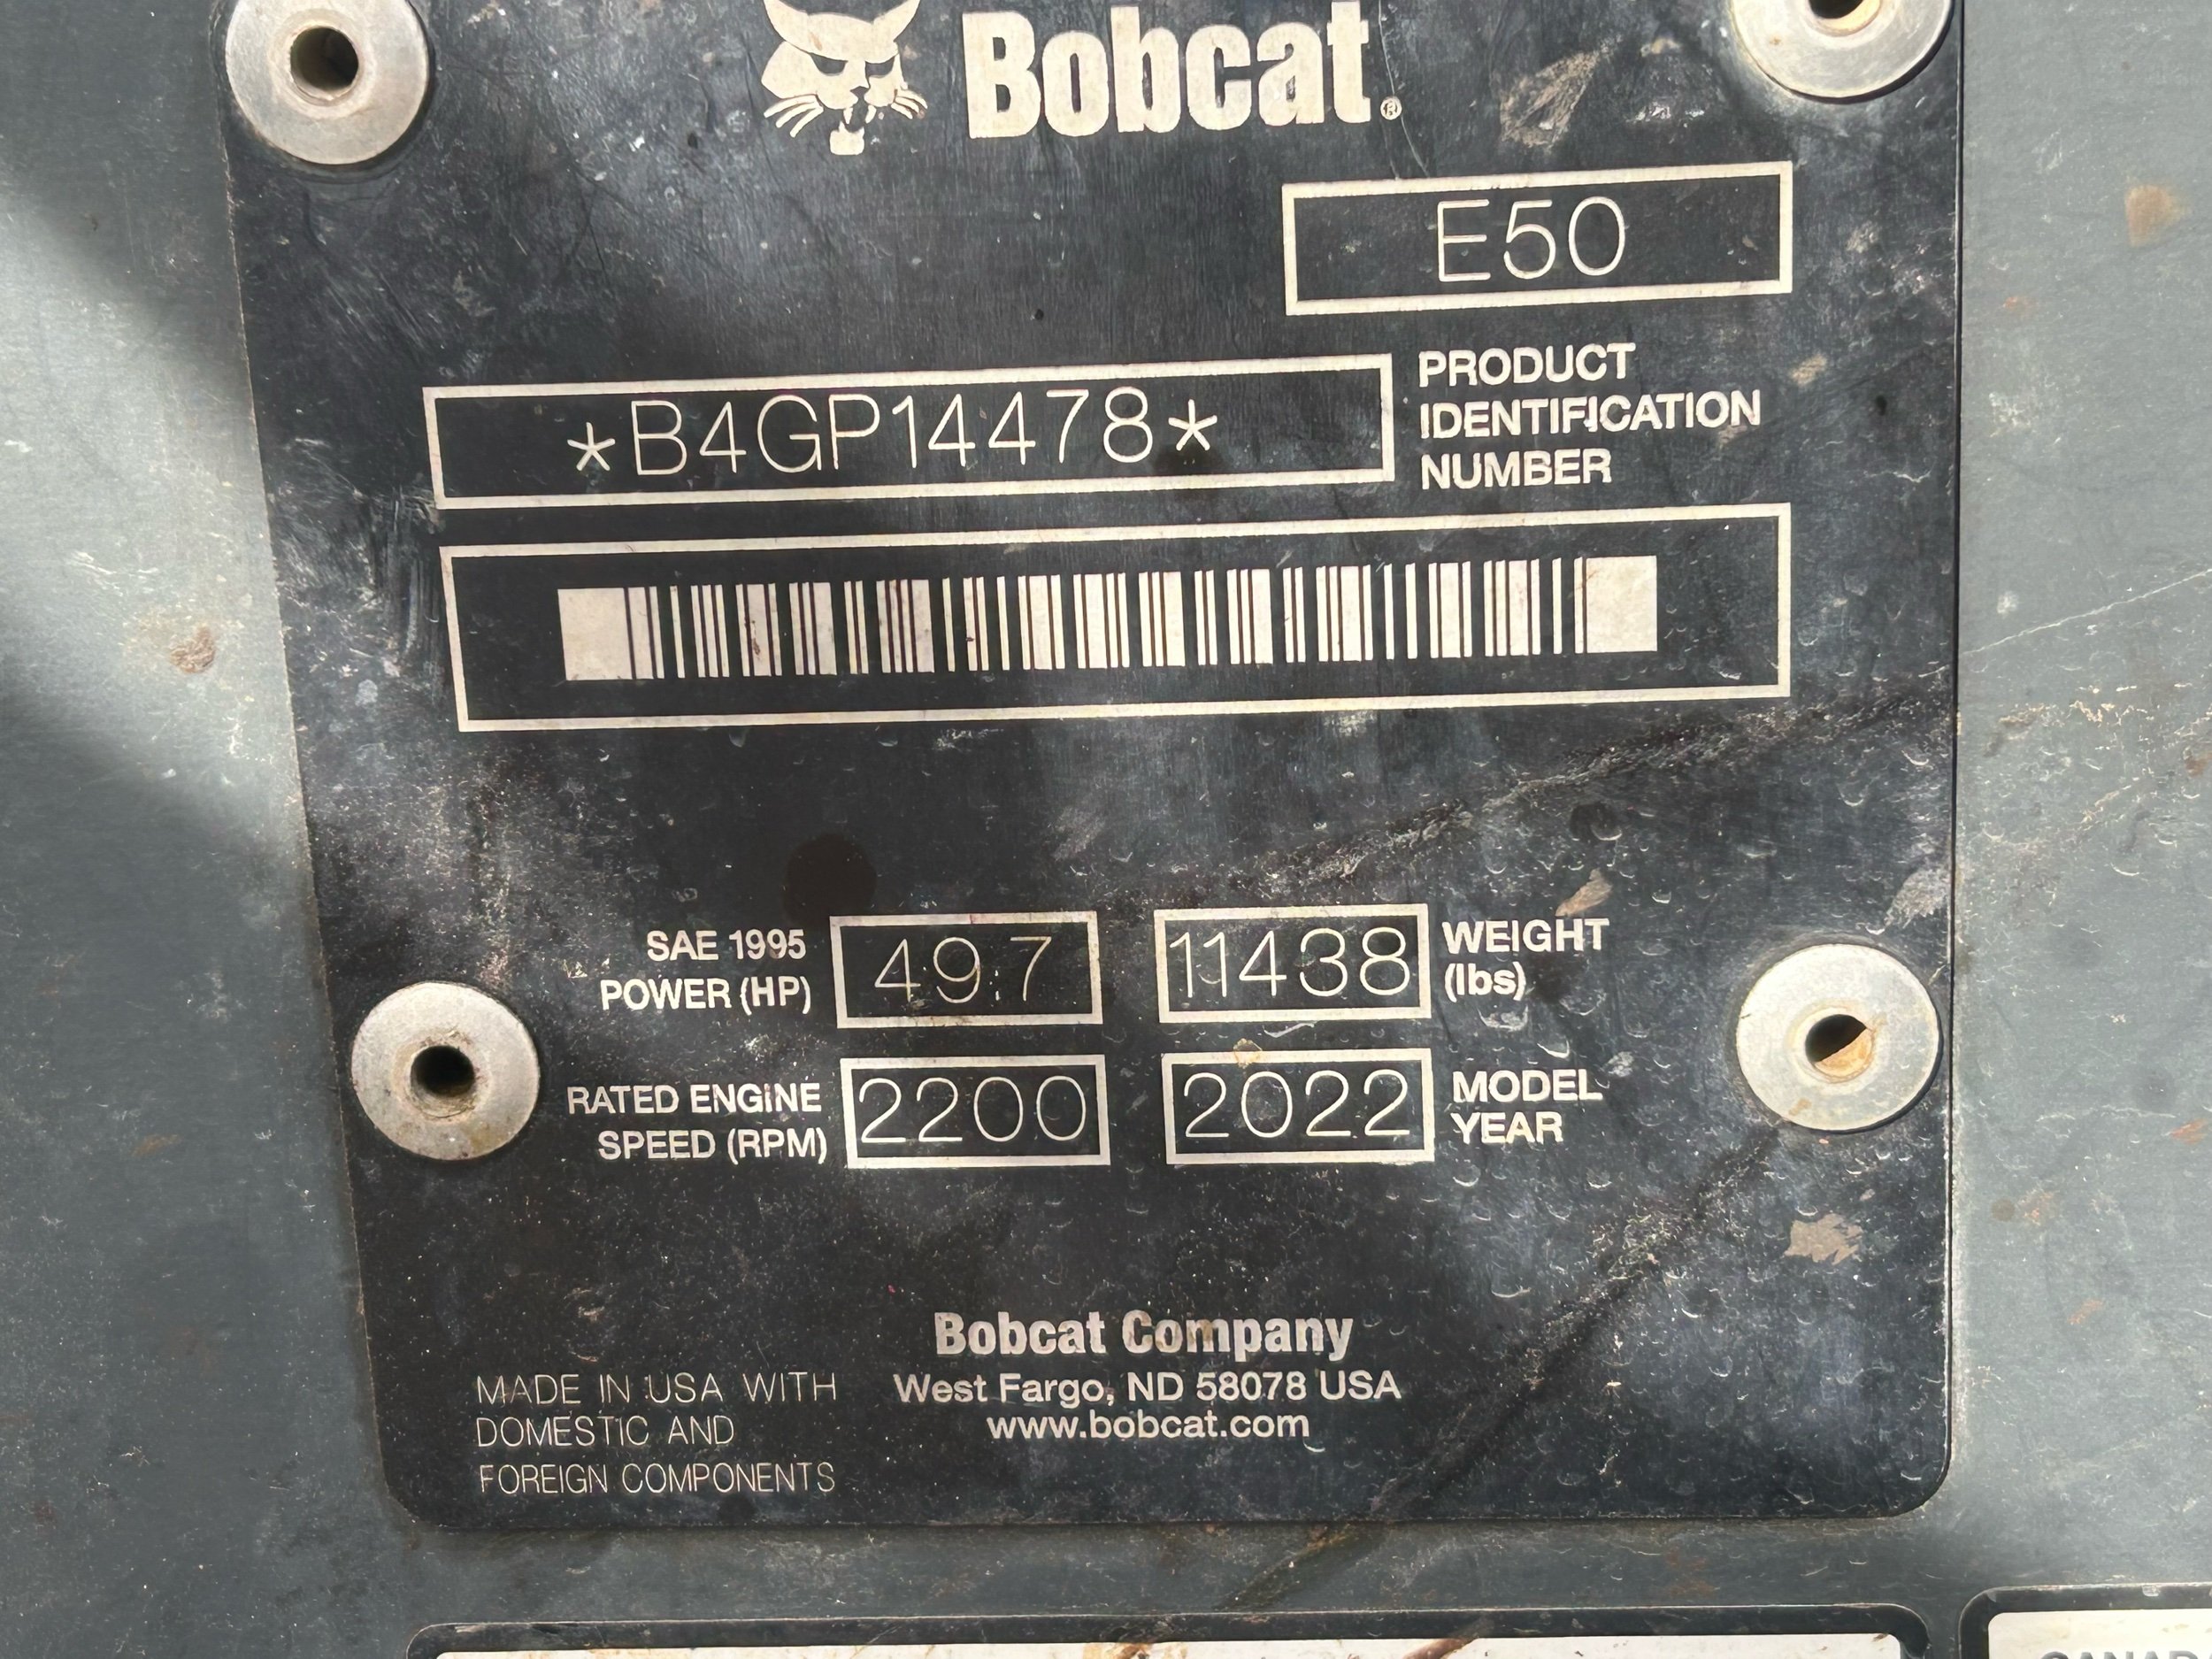 Bobcat®
E50
*B4GP14478*
PRODUCT
IDENTIFICATION
NUMBER
SAE 1995
POWER (HP)
49.7
11438
WEIGHT
(lbs)
RATED ENGINE
SPEED (RPM)
2200
2022
MODEL
YEAR
Bobcat Company
West Fargo, ND 58078 USA
www.bobcat.com
MADE IN USA WITH
DOMESTIC AND
FOREIGN COMPONENTS